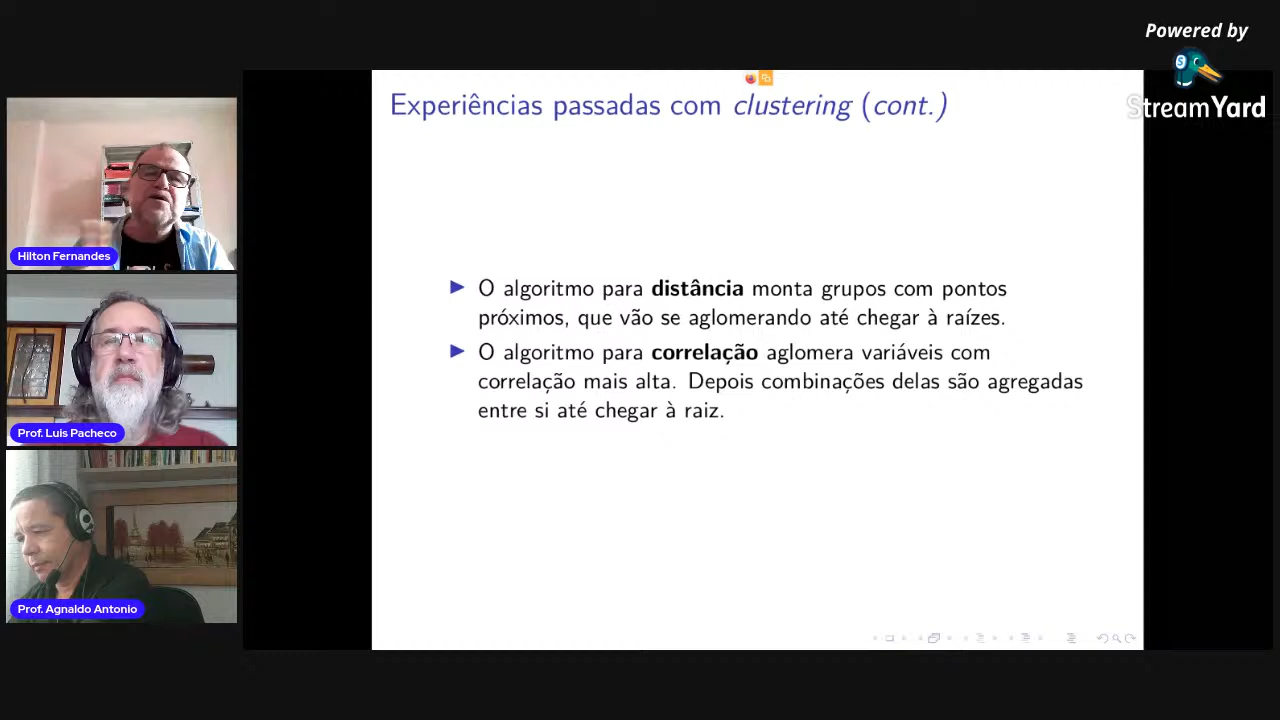 Powered by
StreamYard
Experiências passadas com clustering (cont.)
O algoritmo para distância monta grupos com pontos
próximos, que vão se aglomerando até chegar à raízes.
O algoritmo para correlação aglomera variáveis com
correlação mais alta. Depois combinações delas são agregadas
entre si até chegar à raiz.
Hilton Fernandes
Prof. Luis Pacheco
Prof. Agnaldo Antonio